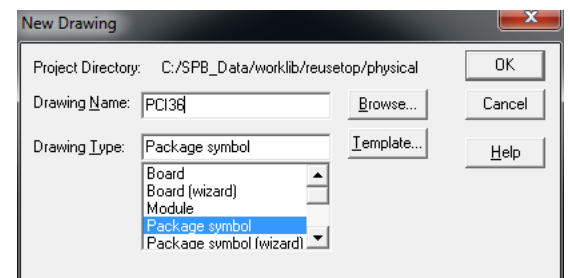 New Drawing
Project Directory: C:/SPB_Data/worklib/reusetop/physical OK
Drawing Name: PCI36 Browse... Cancel
Drawing Type: Package symbol Template... Help
Board
Board (wizard)
Module
Package symbol
Package symbol (wizard)